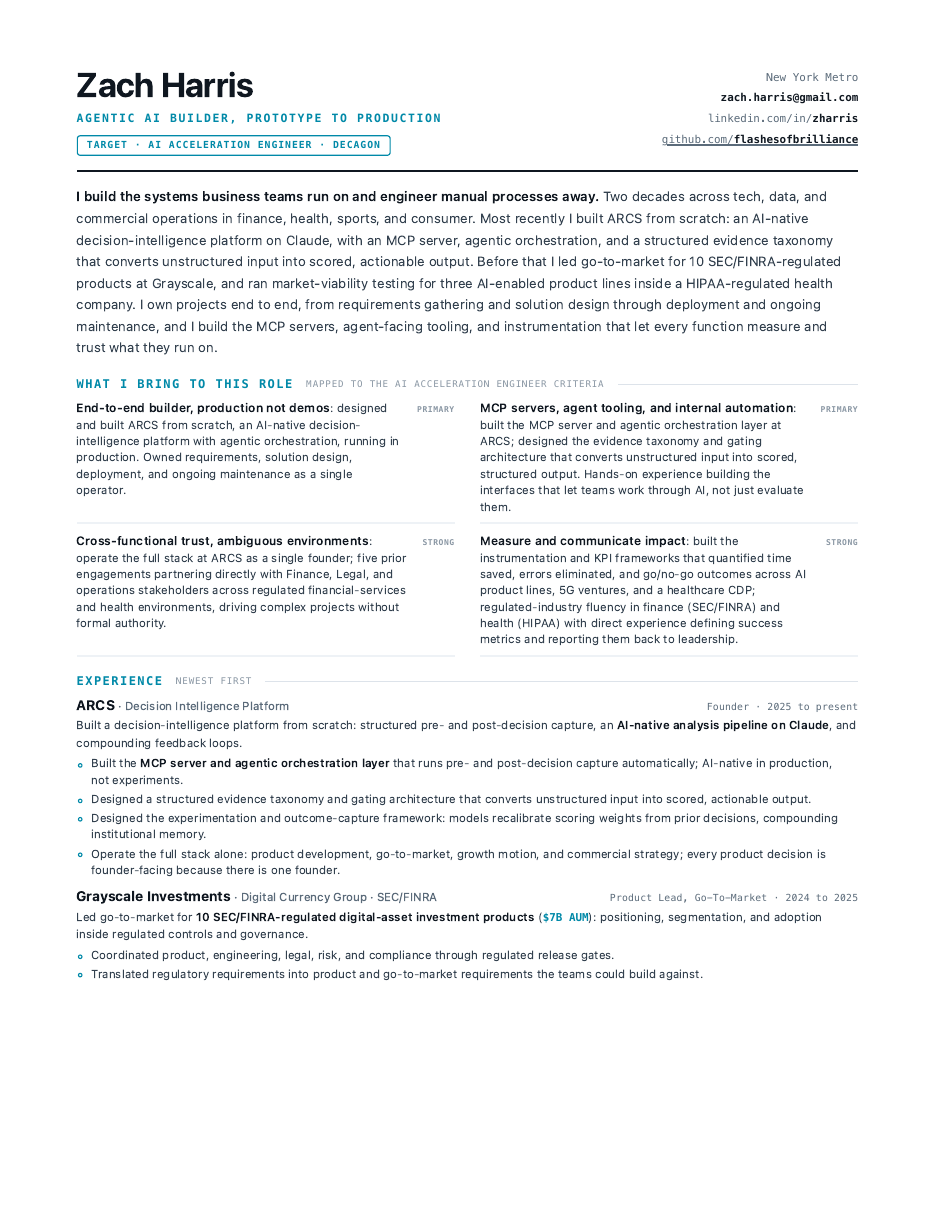 Zach Harris
AGENTIC AI BUILDER, PROTOTYPE TO PRODUCTION
TARGET · AI ACCELERATION ENGINEER · DECAGON
New York Metro
zach.harris@gmail.com
linkedin.com/in/zharris
github.com/flashesofbrilliance
I build the systems business teams run on and engineer manual processes away. Two decades across tech, data, and
commercial operations in finance, health, sports, and consumer. Most recently I built ARCS from scratch: an AI-native
decision-intelligence platform on Claude, with an MCP server, agentic orchestration, and a structured evidence taxonomy
that converts unstructured input into scored, actionable output. Before that I led go-to-market for 10 SEC/FINRA-regulated
products at Grayscale, and ran market-viability testing for three AI-enabled product lines inside a HIPAA-regulated health
company. I own projects end to end, from requirements gathering and solution design through deployment and ongoing
maintenance, and I build the MCP servers, agent-facing tooling, and instrumentation that let every function measure and
trust what they run on.
WHAT I BRING TO THIS ROLE MAPPED TO THE AI ACCELERATION ENGINEER CRITERIA
End-to-end builder, production not demos: designed PRIMARY
and built ARCS from scratch, an AI-native decision-
intelligence platform with agentic orchestration, running in
production. Owned requirements, solution design,
deployment, and ongoing maintenance as a single
operator.
MCP servers, agent tooling, and internal automation: PRIMARY
built the MCP server and agentic orchestration layer at
ARCS; designed the evidence taxonomy and gating
architecture that converts unstructured input into scored,
structured output. Hands-on experience building the
interfaces that let teams work through AI, not just evaluate
them.
Cross-functional trust, ambiguous environments: STRONG
operate the full stack at ARCS as a single founder; five prior
engagements partnering directly with Finance, Legal, and
operations stakeholders across regulated financial-services
and health environments, driving complex projects without
formal authority.
Measure and communicate impact: built the STRONG
instrumentation and KPI frameworks that quantified time
saved, errors eliminated, and go/no-go outcomes across AI
product lines, 5G ventures, and a healthcare CDP;
regulated-industry fluency in finance (SEC/FINRA) and
health (HIPAA) with direct experience defining success
metrics and reporting them back to leadership.
EXPERIENCE NEWEST FIRST
ARCS · Decision Intelligence Platform Founder · 2025 to present
Built a decision-intelligence platform from scratch: structured pre- and post-decision capture, an AI-native analysis pipeline on Claude, and
compounding feedback loops.
Built the MCP server and agentic orchestration layer that runs pre- and post-decision capture automatically; AI-native in production,
not experiments.
Designed a structured evidence taxonomy and gating architecture that converts unstructured input into scored, actionable output.
Designed the experimentation and outcome-capture framework: models recalibrate scoring weights from prior decisions, compounding
institutional memory.
Operate the full stack alone: product development, go-to-market, growth motion, and commercial strategy; every product decision is
founder-facing because there is one founder.
Grayscale Investments · Digital Currency Group · SEC/FINRA Product Lead, Go-To-Market · 2024 to 2025
Led go-to-market for 10 SEC/FINRA-regulated digital-asset investment products ($7B AUM): positioning, segmentation, and adoption
inside regulated controls and governance.
Coordinated product, engineering, legal, risk, and compliance through regulated release gates.
Translated regulatory requirements into product and go-to-market requirements the teams could build against.